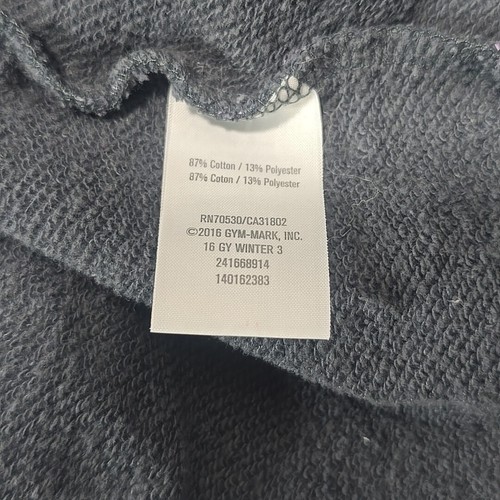 87% Cotton / 13% Polyester
87% Coton / 13% Polyester
RN70530/CA31802
©2016 GYM-MARK, INC.
16 GY WINTER 3
241668914
140162383